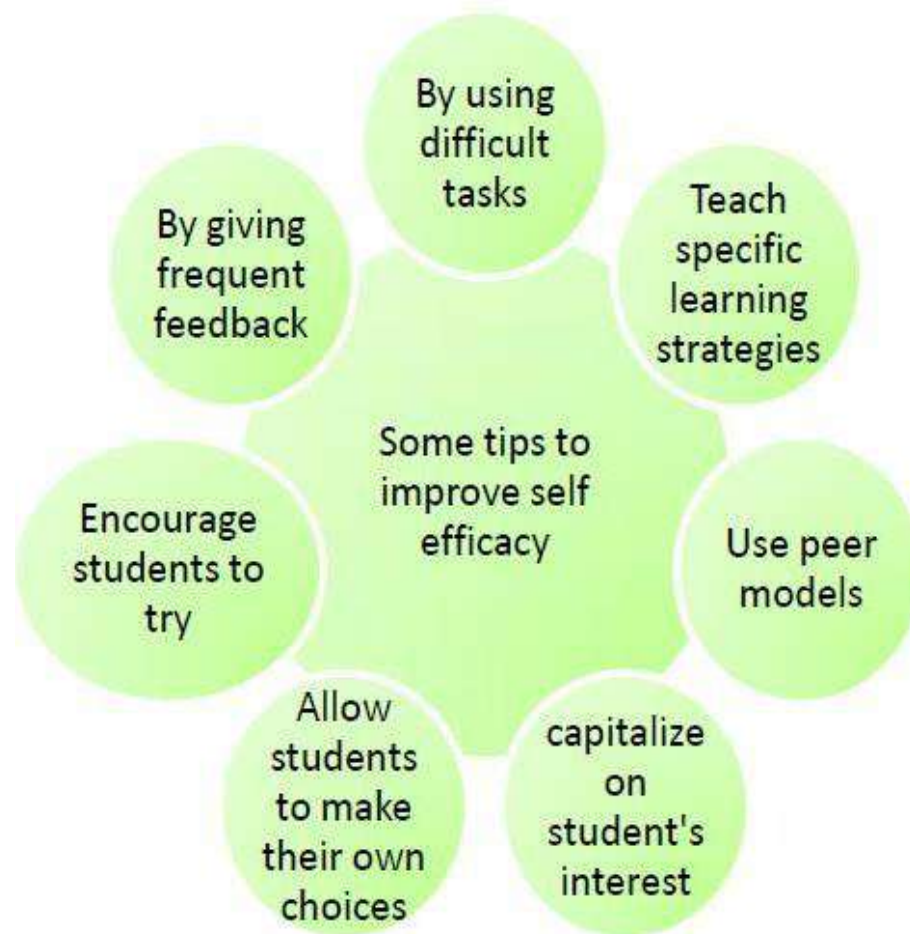 By using
difficult
tasks
Teach
specific
learning
strategies
Use peer
models
capitalize
on
student's
interest
Allow
students
to make
their own
choices
Encourage
students to
try
By giving
frequent
feedback
Some tips to
improve self
efficacy